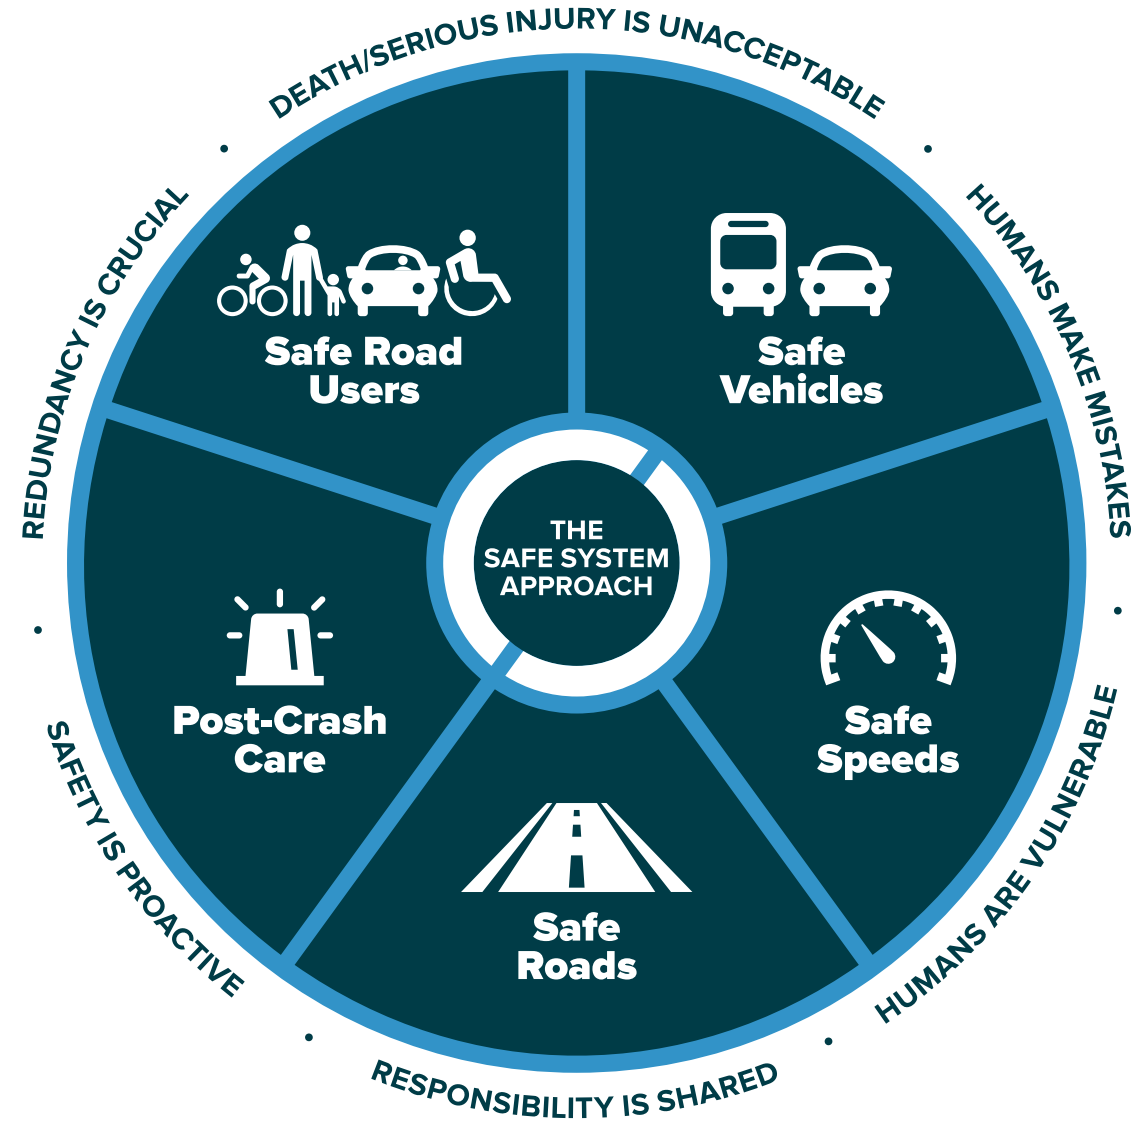 DEATH/SERIOUS INJURY IS UNACCEPTABLE
HUMANS MAKE MISTAKES
HUMANS ARE VULNERABLE
RESPONSIBILITY IS SHARED
SAFETY IS PROACTIVE
REDUNDANCY IS CRUCIAL
Safe Road
Users
Safe
Vehicles
Safe
Speeds
Safe
Roads
Post-Crash
Care
THE
SAFE SYSTEM
APPROACH